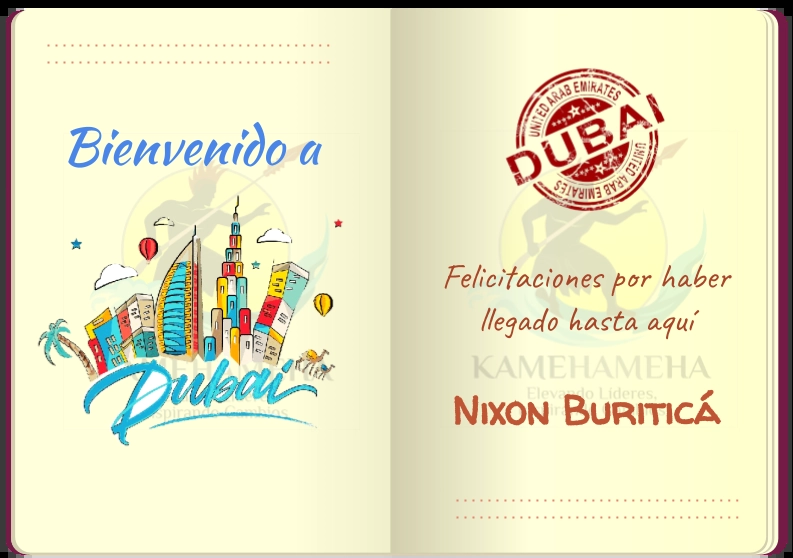 Bienvenido a
Dubai
UNITED ARAB EMIRATES
DUBAI
UNITED ARAB EMIRATES
Felicitaciones por haber
llegado hasta aquí
KAMEHAMEHA
Elevando Líderes,
Nixon Buriticá